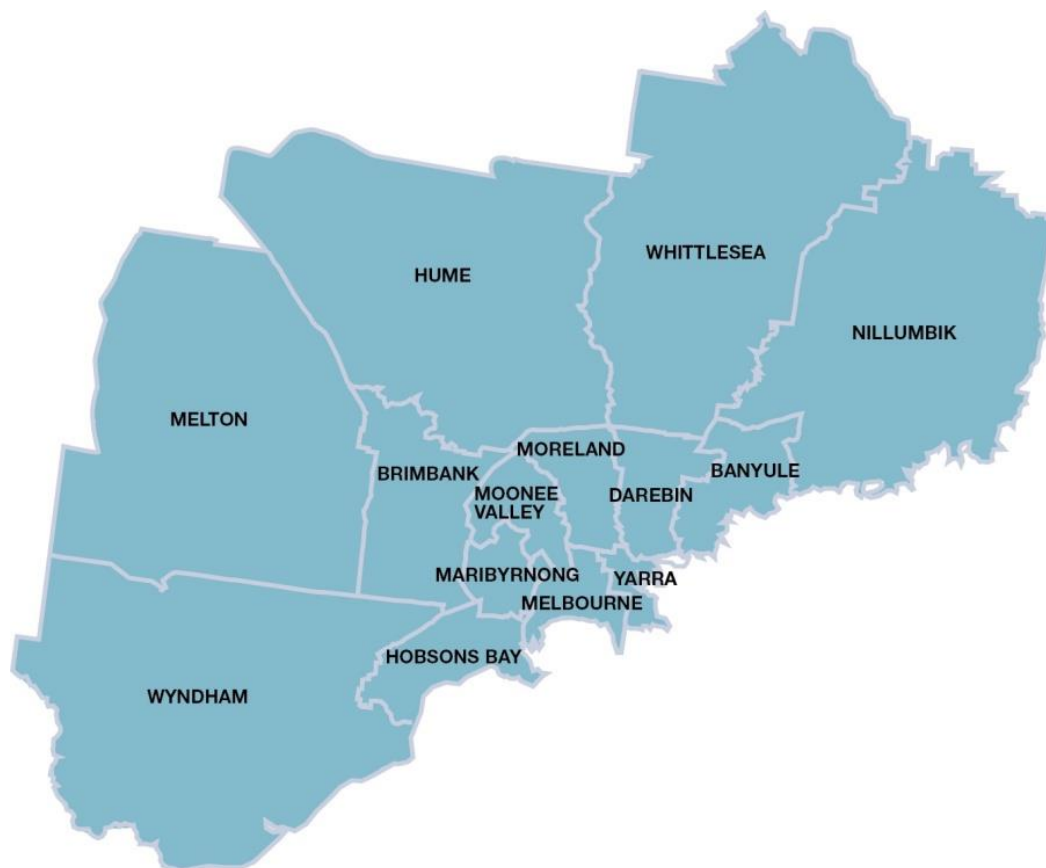 WHITTLESEA
HUME
NILLUMBIK
MELTON
MORELAND
BRIMBANK
BANYULE
MOONEE
VALLEY
DAREBIN
MARIBYRNONG
YARRA
MELBOURNE
HOBSONS BAY
WYNDHAM